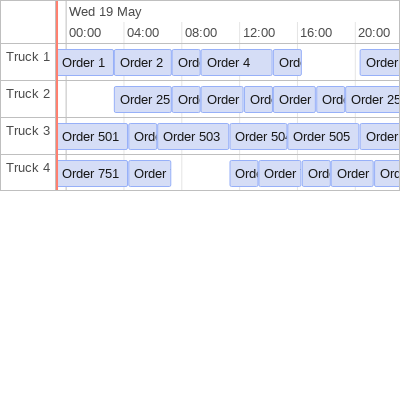 Wed 19 May
00:00 04:00 08:00 12:00 16:00 20:00
Truck 1 Order 1 Order 2 Ord Order 4 Ord Order
Truck 2 Order 25 Ord Order Ord Order Ord Order 25
Truck 3 Order 501 Ord Order 503 Order 504 Order 505 Order
Truck 4 Order 751 Order Ord Order Ord Order Ord